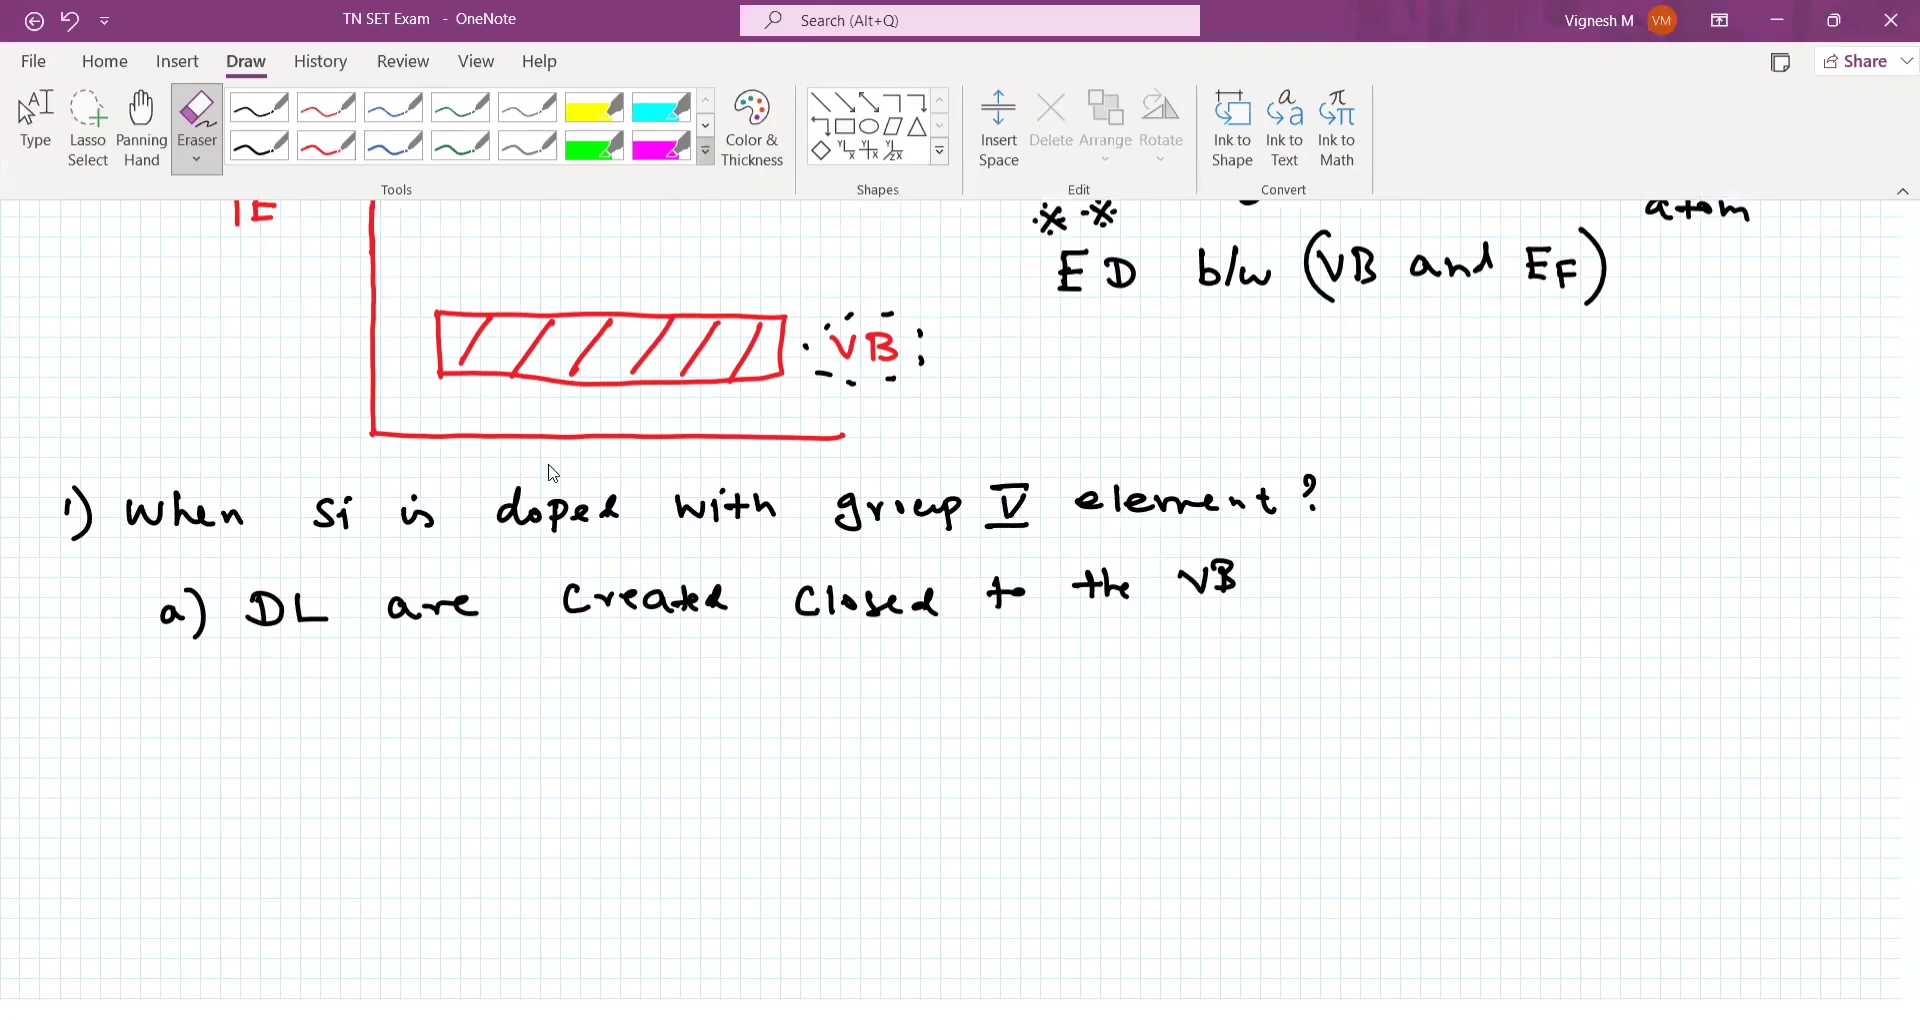 TN SET Exam - OneNote
Search (Alt+Q)
Vignesh M
VM
File Home Insert Draw History Review View Help
Share
Type
Lasso Select
Panning Hand
Eraser
Color & Thickness
Insert Space
Delete
Arrange
Rotate
Ink to Shape
Ink to Text
Ink to Math
Tools
Shapes
Edit
Convert
atom
ED b/w (VB and EF)
VB
1) when si is doped with group V element?
a) DL are created closed to the VB